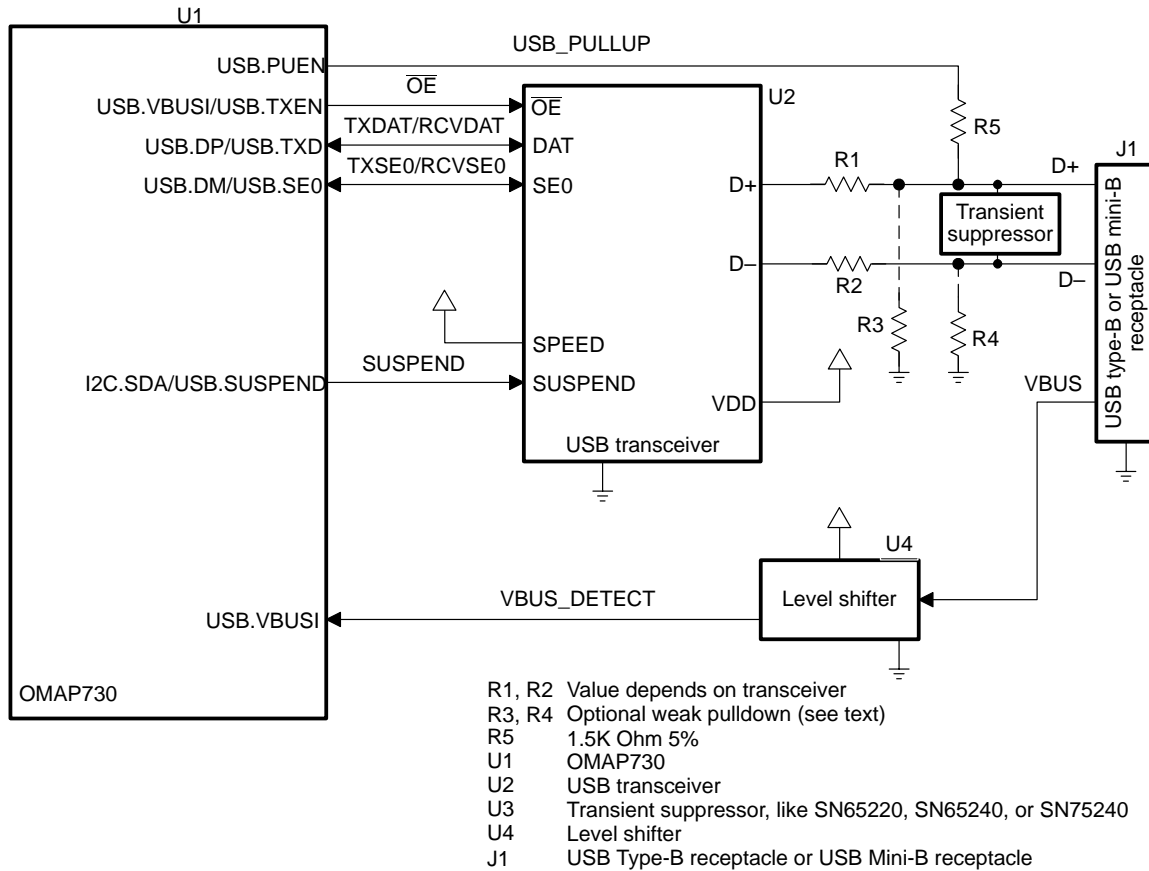 U1
USB_PULLUP
USB.PUEN
OE
U2
USB.VBUSI/USB.TXEN
OE
R5
TXDAT/RCVDAT
USB.DP/USB.TXD
DAT
R1
J1
TXSE0/RCVSE0
D+
USB.DM/USB.SE0
SE0
D+
Transient
suppressor
D–
R2
D–
USB type-B or USB mini-B
receptacle
R3
R4
SPEED
SUSPEND
I2C.SDA/USB.SUSPEND
SUSPEND
VBUS
VDD
USB transceiver
U4
VBUS_DETECT
Level shifter
USB.VBUSI
OMAP730
R1, R2 Value depends on transceiver
R3, R4 Optional weak pulldown (see text)
R5 1.5K Ohm 5%
U1 OMAP730
U2 USB transceiver
U3 Transient suppressor, like SN65220, SN65240, or SN75240
U4 Level shifter
J1 USB Type-B receptacle or USB Mini-B receptacle